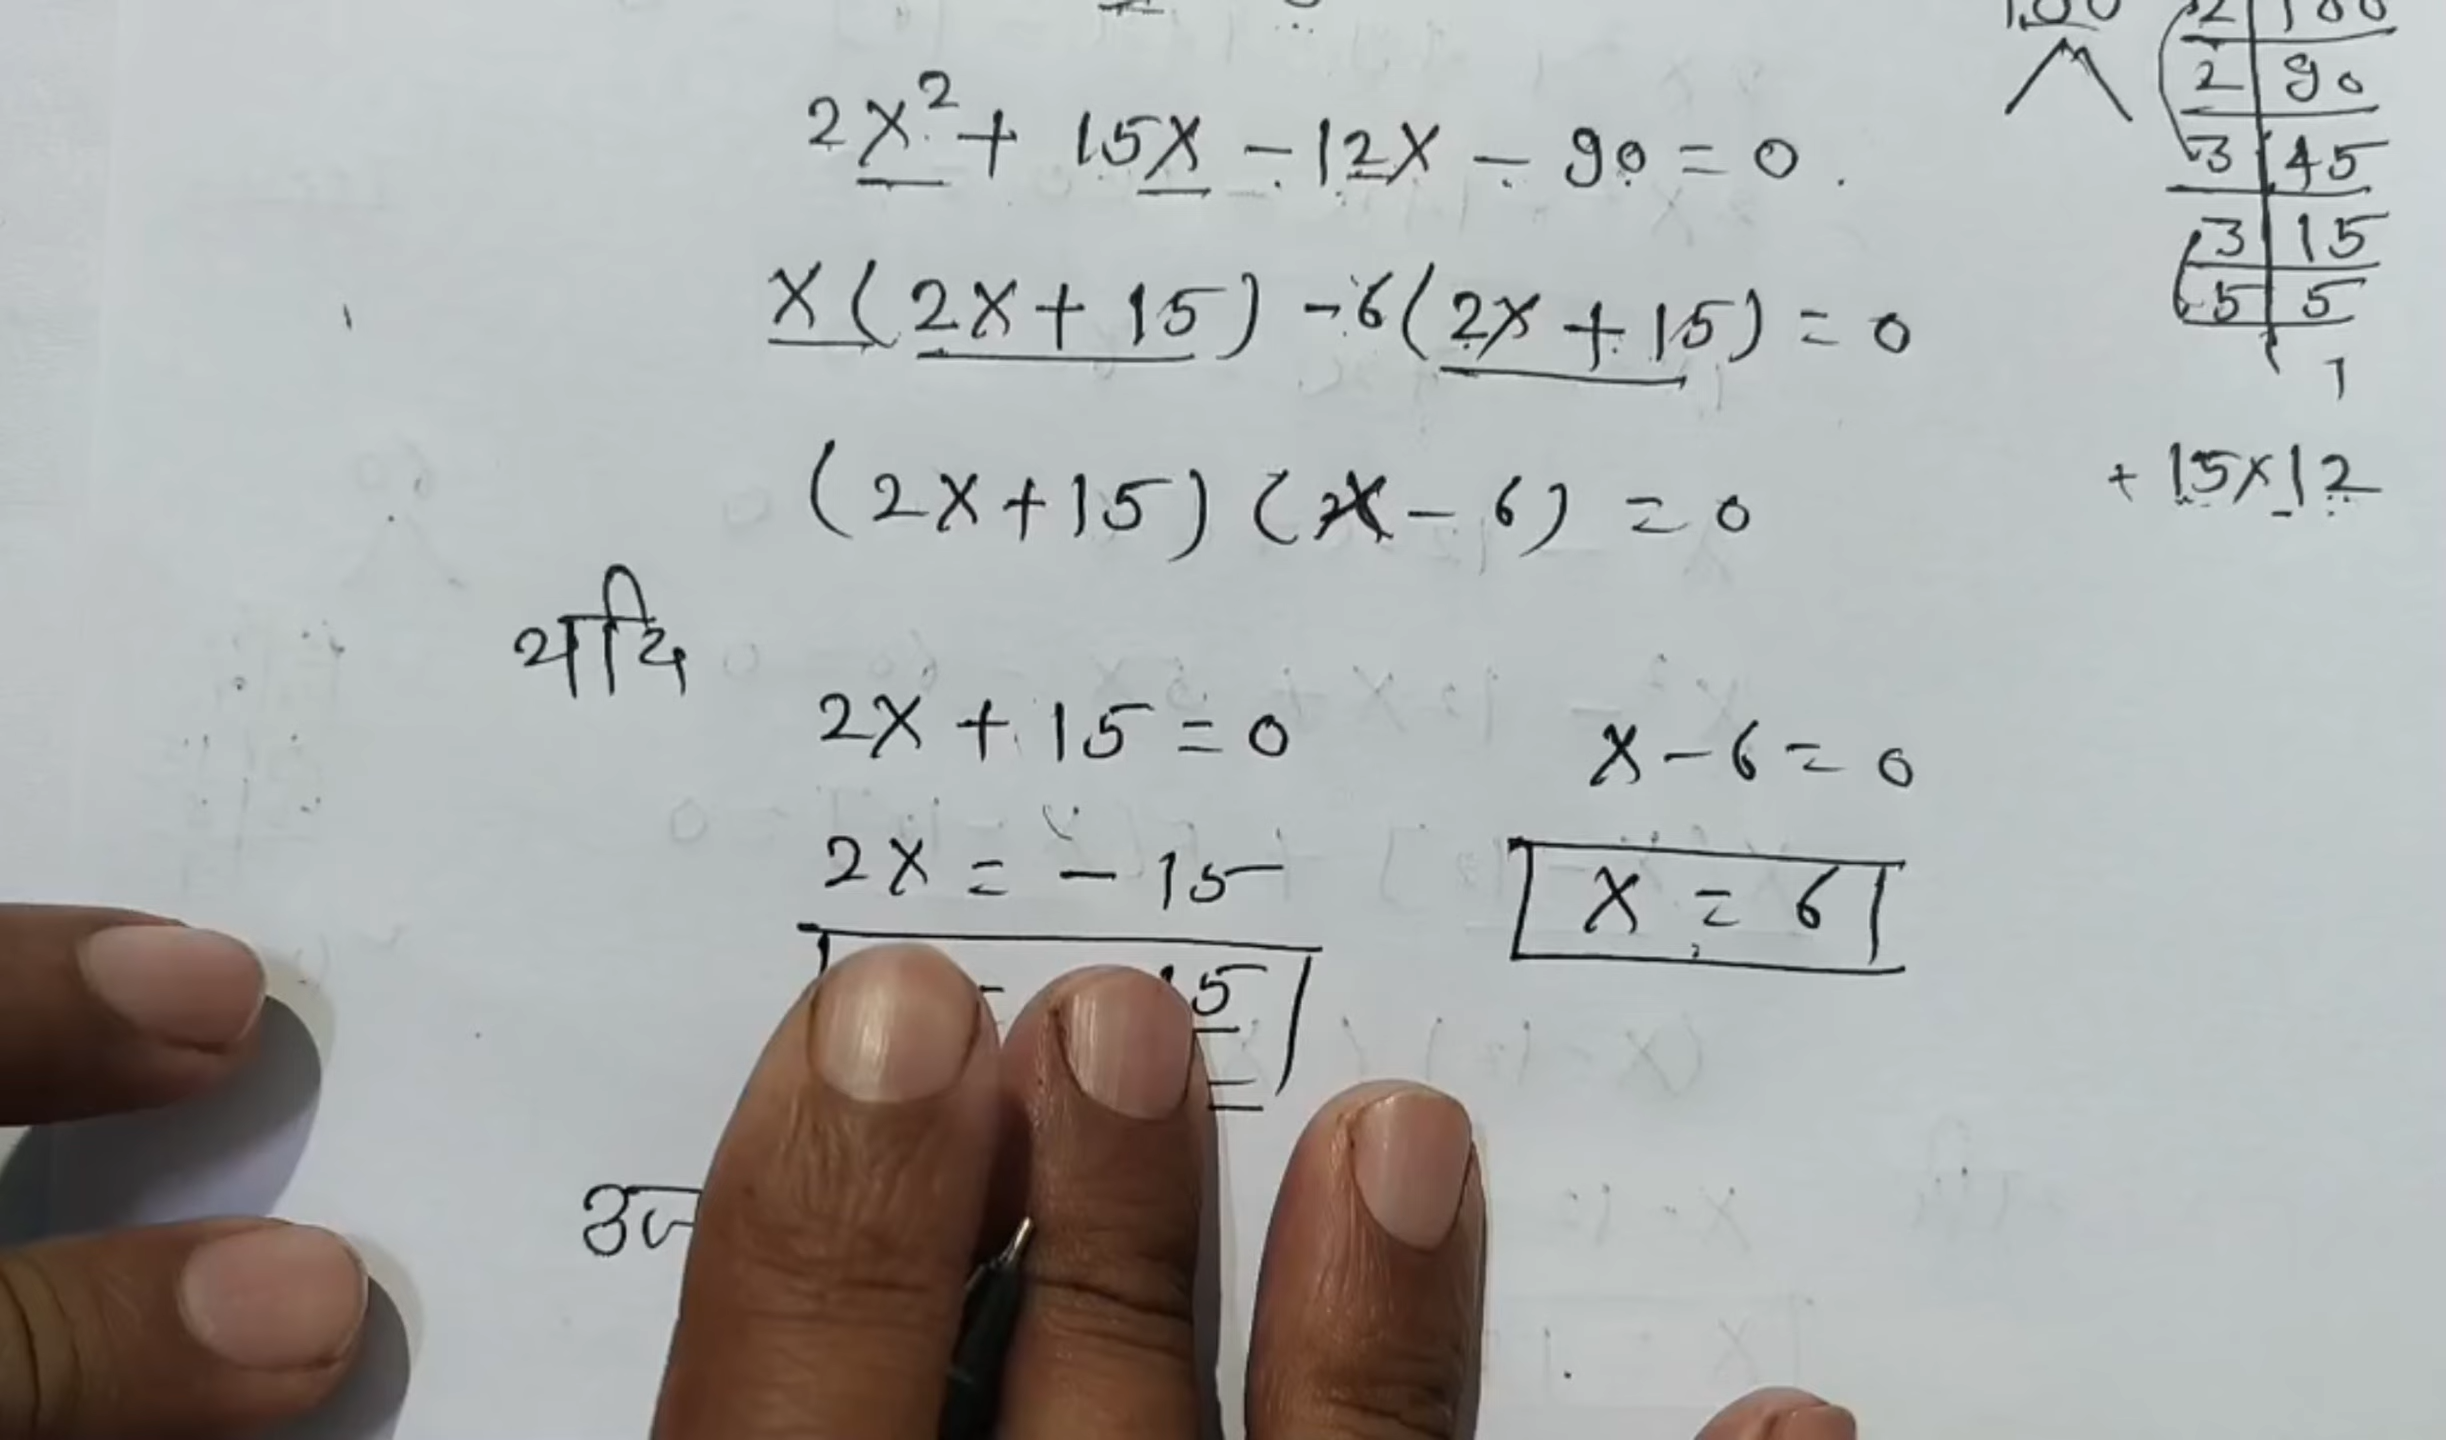 2x² + 15x - 12x - 90 = 0
x(2x + 15) - 6(2x + 15) = 0
(2x + 15) (x - 6) = 0
यदि
2x + 15 = 0
x - 6 = 0
2x = - 15
x = 6
15
2 | 90
3 | 45
3 | 15
5 | 5
1
+ 15 x 12